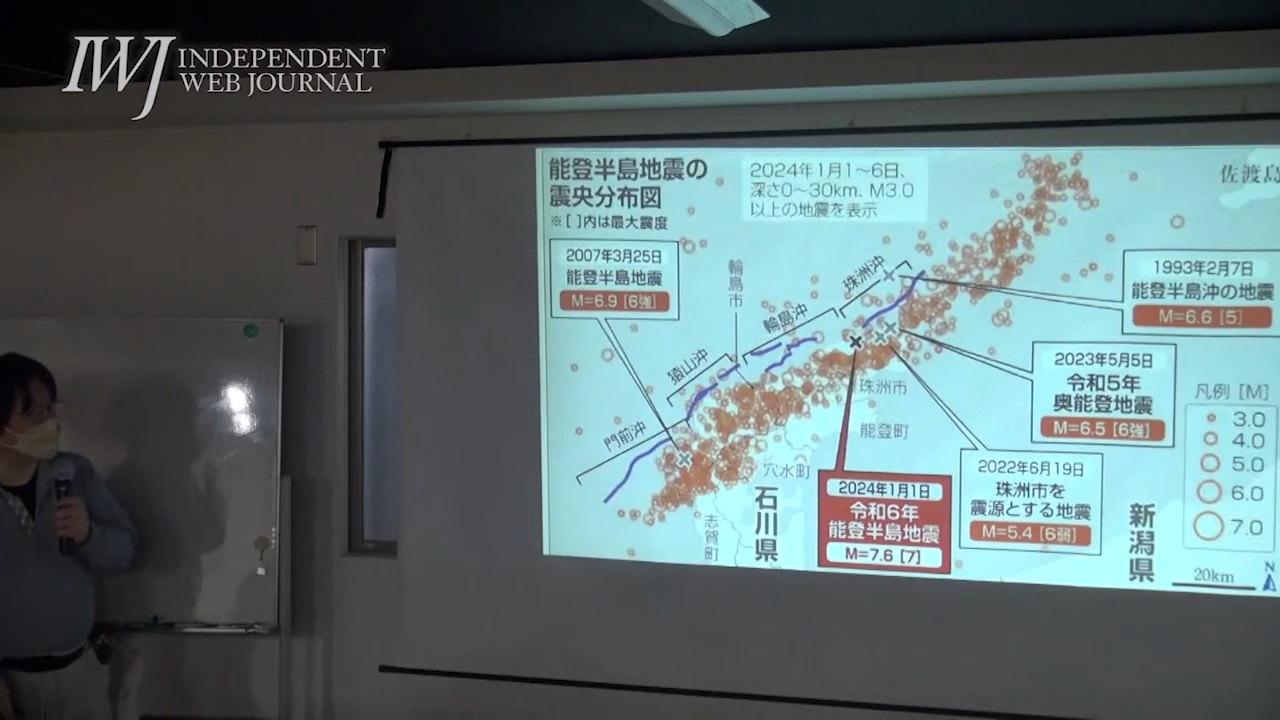 IWJ INDEPENDENT
WEB JOURNAL
能登半島地震の
震央分布図
※[ ]内は最大震度
2024年1月1～6日、
深さ0～30km、M3.0
以上の地震を表示
佐渡島
2007年3月25日
能登半島地震
M=6.9 [6強]
輪島市
珠洲沖
輪島沖
猿山沖
門前沖
1993年2月7日
能登半島沖の地震
M=6.6 [5]
2023年5月5日
令和5年
奥能登地震
M=6.5 [6強]
珠洲市
能登町
穴水町
志賀町
石川県
2024年1月1日
令和6年
能登半島地震
M=7.6 [7]
2022年6月19日
珠洲市を
震源とする地震
M=5.4 [6弱]
新潟県
凡例 [M]
3.0
4.0
5.0
6.0
7.0
20km
N